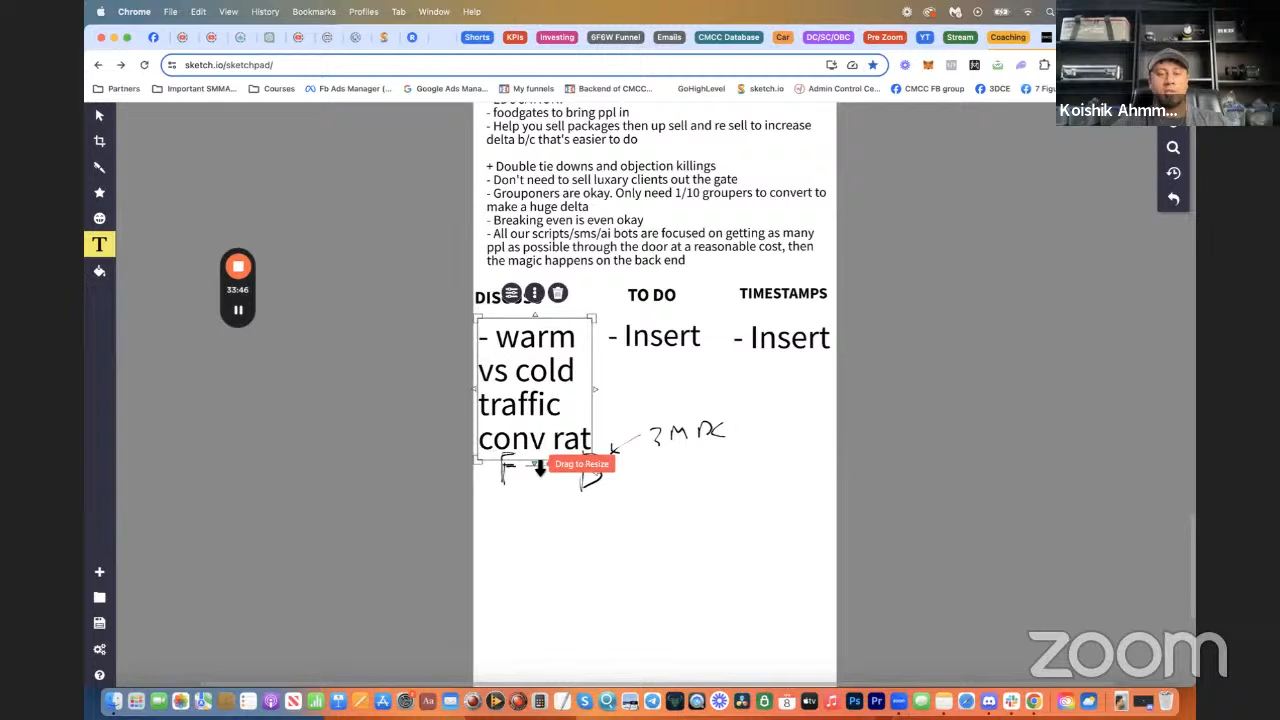 Chrome File Edit View History Bookmarks Profiles Tab Window Help
Shorts KPIs Investing 6F6W Funnel Emails CMCC Database Car DC/SC/OBC Pre Zoom YT Stream Coaching
sketch.io/sketchpad/
Partners Important SMMA... Courses Fb Ads Manager (... Google Ads Mana... My funnels Backend of CMCC... GoHighLevel sketch.io Admin Control Ce... CMCC FB group 3DCE 7 Figu
Koishik Ahmm...
- foodgates to bring ppl in
- Help you sell packages then up sell and re sell to increase
delta b/c that's easier to do
+ Double tie downs and objection killings
- Don't need to sell luxary clients out the gate
- Grouponers are okay. Only need 1/10 groupers to convert to
make a huge delta
- Breaking even is even okay
- All our scripts/sms/ai bots are focused on getting as many
ppl as possible through the door at a reasonable cost, then
the magic happens on the back end
T
33:46
DISCUSS TO DO TIMESTAMPS
- warm
vs cold
traffic
conv rat
- Insert
- Insert
3 M DC
F
B
Drag to Resize
zoom